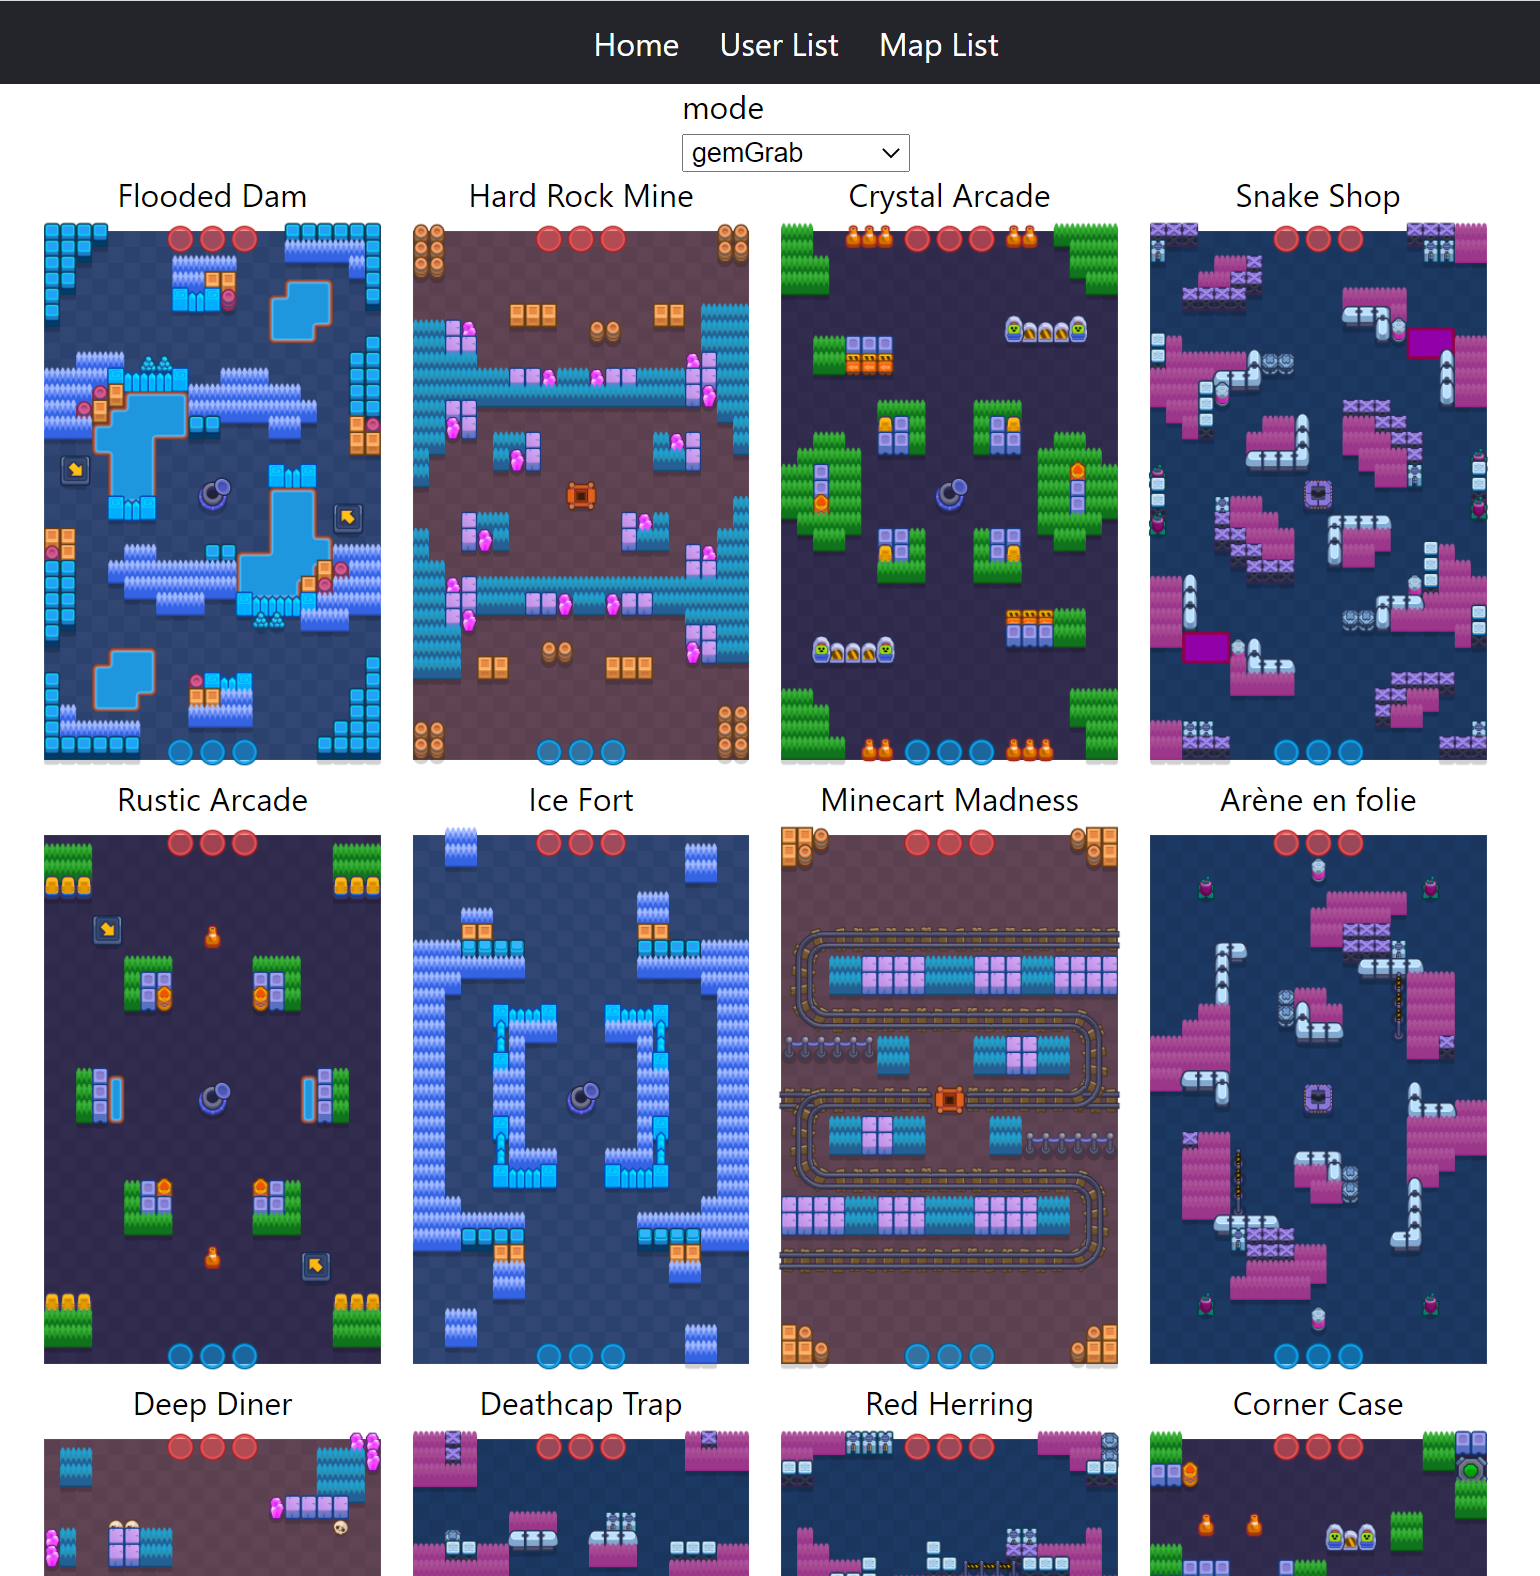 Home User List Map List
mode
gemGrab
Flooded Dam Hard Rock Mine Crystal Arcade Snake Shop
Rustic Arcade Ice Fort Minecart Madness Arène en folie
Deep Diner Deathcap Trap Red Herring Corner Case